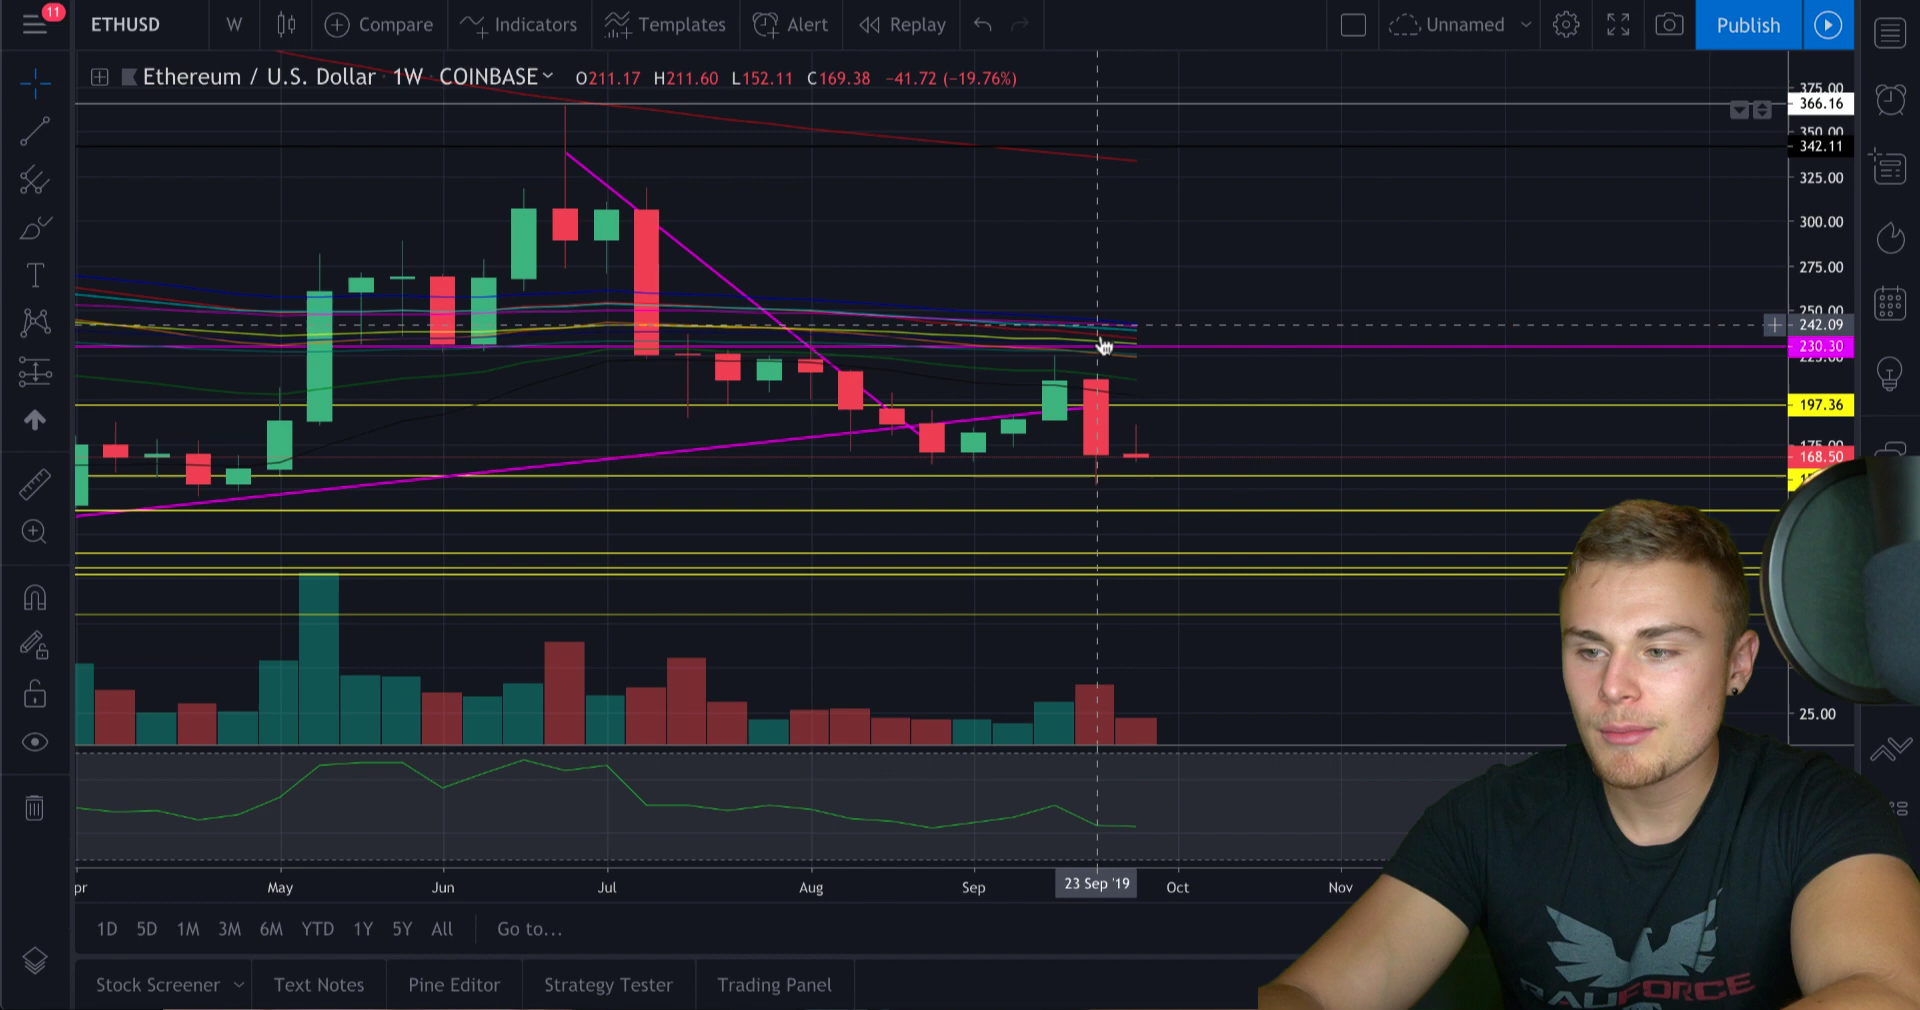 11
ETHUSD
W
Compare
Indicators
Templates
Alert
Replay
Unnamed
Publish
Ethereum / U.S. Dollar 1W COINBASE O211.17 H211.60 L152.11 C169.38 −41.72 (−19.76%)
375.00
366.16
350.00
342.11
325.00
300.00
275.00
250.00
242.09
230.30
225.00
197.36
175.00
168.50
25.00
May
Jun
Jul
Aug
Sep
23 Sep '19
Oct
Nov
1D 5D 1M 3M 6M YTD 1Y 5Y All
Go to...
Stock Screener
Text Notes
Pine Editor
Strategy Tester
Trading Panel